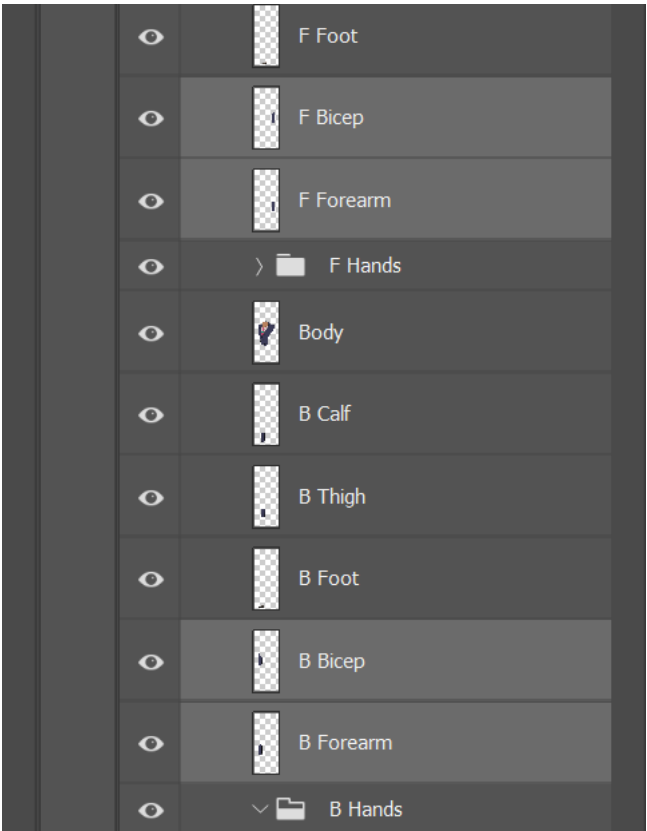 F Foot
F Bicep
F Forearm
F Hands
Body
B Calf
B Thigh
B Foot
B Bicep
B Forearm
B Hands